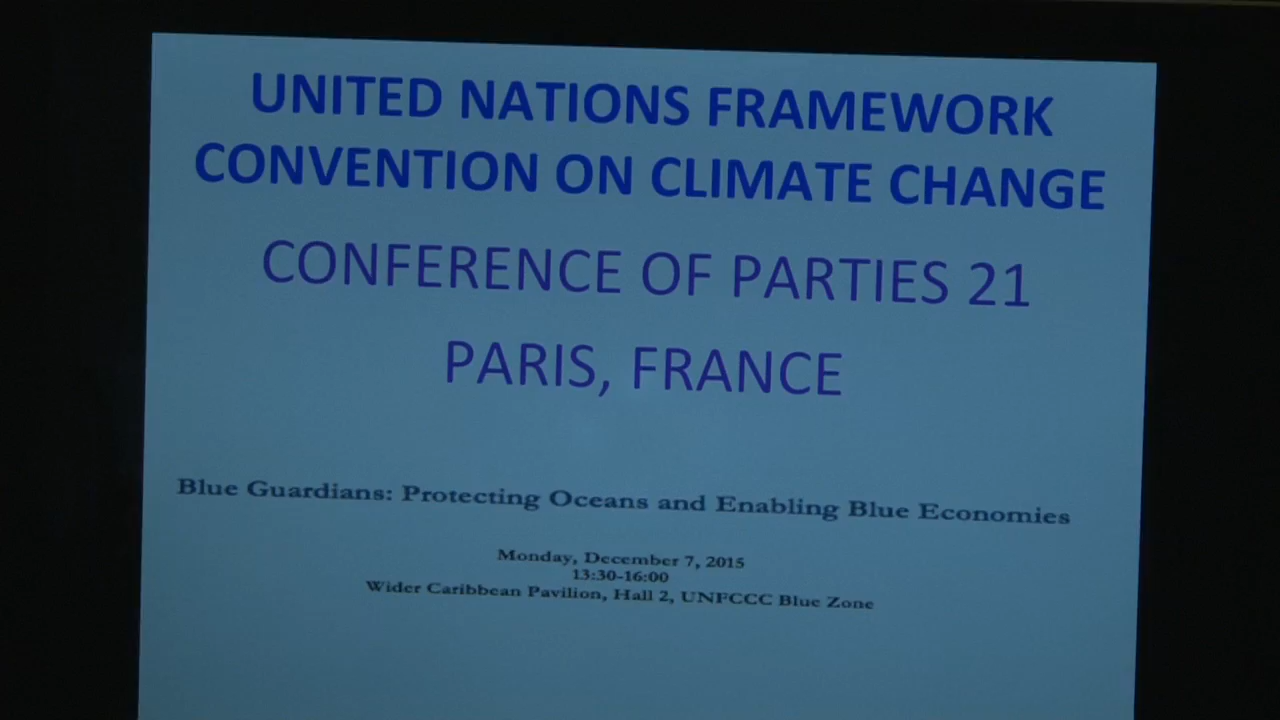 UNITED NATIONS FRAMEWORK
CONVENTION ON CLIMATE CHANGE
CONFERENCE OF PARTIES 21
PARIS, FRANCE
Blue Guardians: Protecting Oceans and Enabling Blue Economies
Monday, December 7, 2015
13:30-16:00
Wider Caribbean Pavilion, Hall 2, UNFCCC Blue Zone